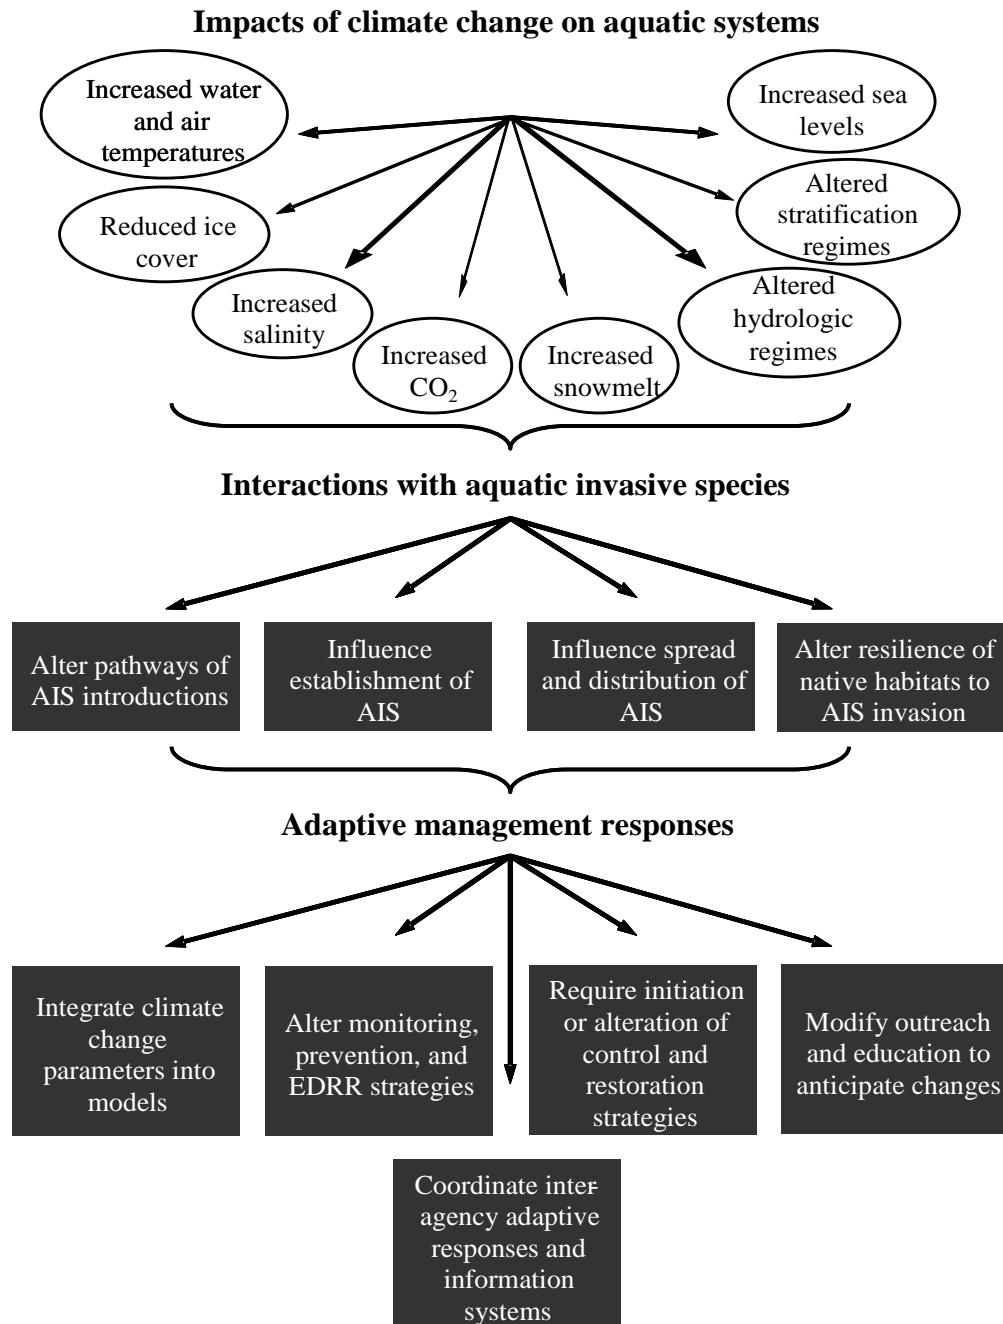 Impacts of climate change on aquatic systems
Increased water
and air
temperatures
Increased sea
levels
Reduced ice
cover
Altered
stratification
regimes
Increased
salinity
Altered
hydrologic
regimes
Increased
CO₂
Increased
snowmelt
Interactions with aquatic invasive species
Alter pathways of
AIS introductions
Influence
establishment of
AIS
Influence spread
and distribution of
AIS
Alter resilience of
native habitats to
AIS invasion
Adaptive management responses
Integrate climate
change
parameters into
models
Alter monitoring,
prevention, and
EDRR strategies
Require initiation
or alteration of
control and
restoration
strategies
Modify outreach
and education to
anticipate changes
Coordinate inter-
agency adaptive
responses and
information
systems